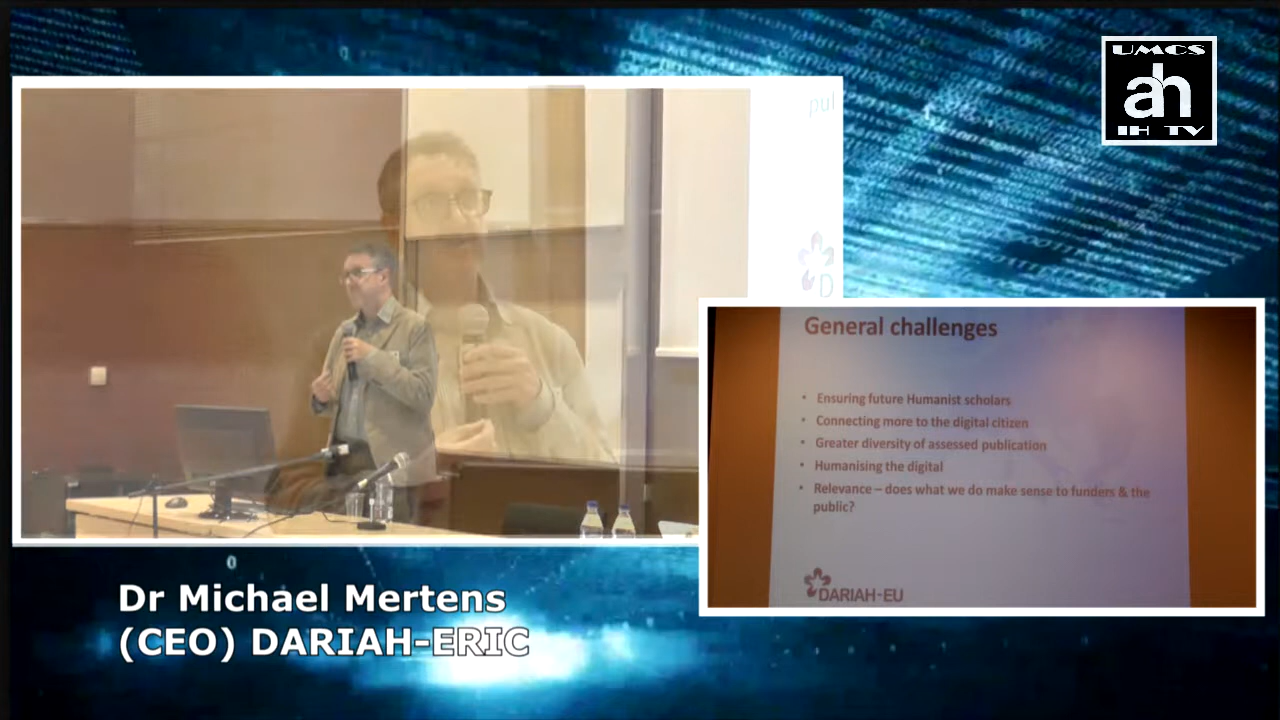 UMCS
ah
IH TV
pul
D
General challenges
• Ensuring future Humanist scholars
• Connecting more to the digital citizen
• Greater diversity of assessed publication
• Humanising the digital
• Relevance – does what we do make sense to funders & the
public?
DARIAH-EU
Dr Michael Mertens
(CEO) DARIAH-ERIC